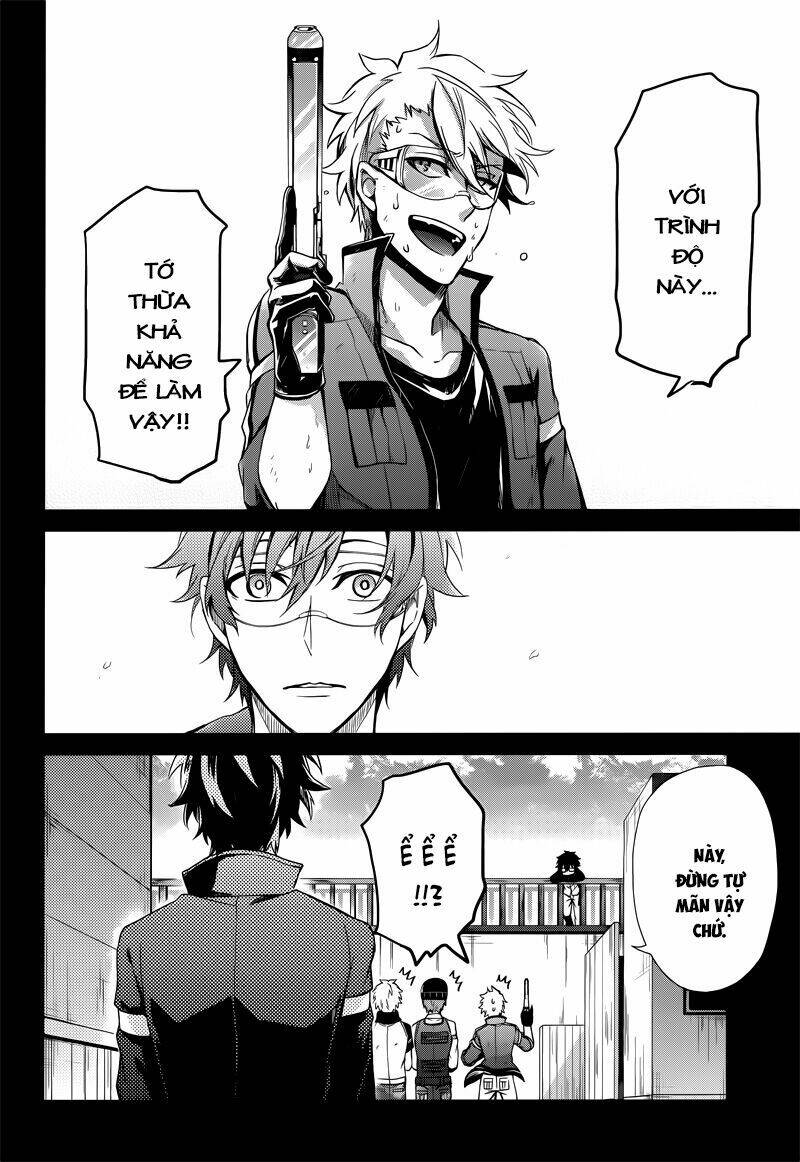 VỚI
TRÌNH
ĐỘ
NÀY...
TỚ
THỪA
KHẢ
NĂNG
ĐỂ LÀM
VẬY!!
NÀY,
ĐỪNG TỰ
MÃN VẬY
CHỨ.
Ể Ể Ể
!!?